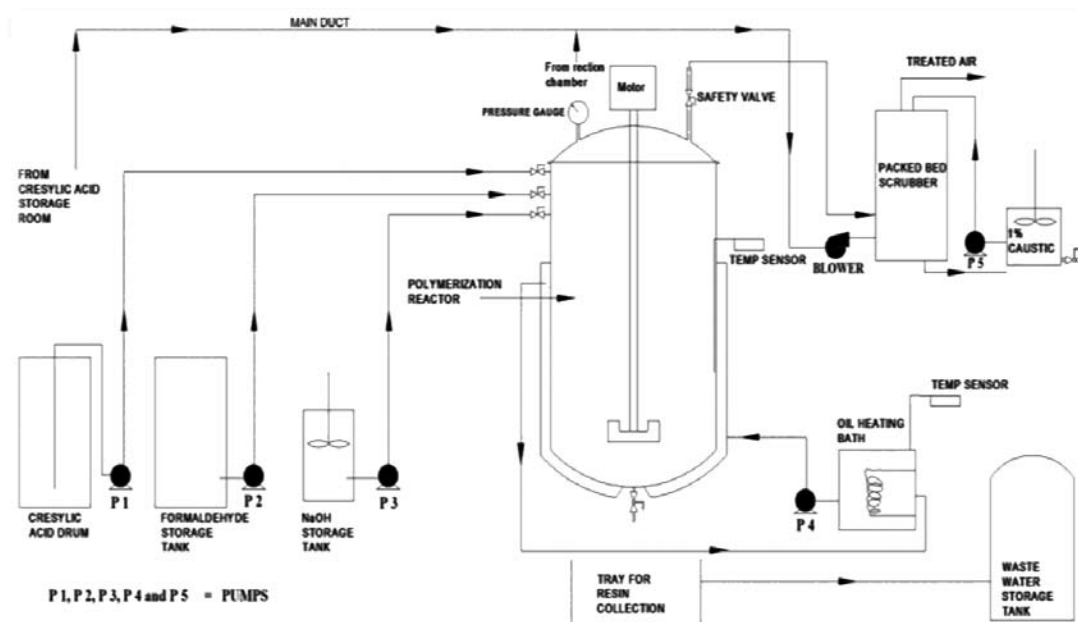 MAIN DUCT
From rection
chamber
Motor
TREATED AIR
SAFETY VALVE
PRESSURE GAUGE
FROM
CRESYLIC ACID
STORAGE
ROOM
PACKED BED
SCRUBBER
1%
CAUSTIC
P 5
BLOWER
TEMP SENSOR
POLYMERIZATION
REACTOR
TEMP SENSOR
OIL HEATING
BATH
P 1
P 2
P 3
P 4
CRESYLIC
ACID DRUM
FORMALDEHYDE
STORAGE
TANK
NaOH
STORAGE
TANK
TRAY FOR
RESIN
COLLECTION
WASTE
WATER
STORAGE
TANK
P 1, P 2, P 3, P 4 and P 5 = PUMPS